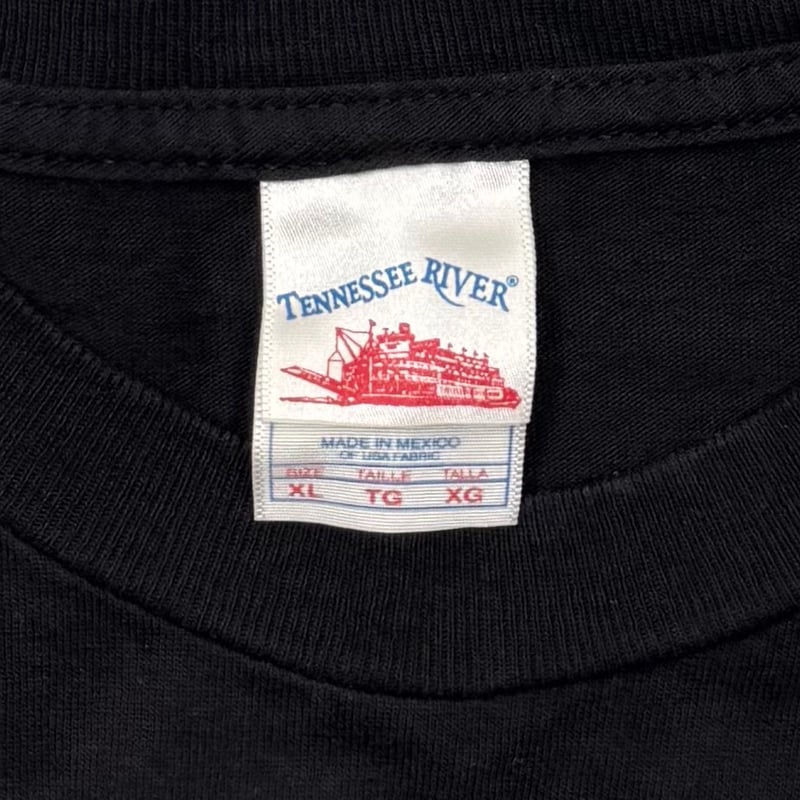 TENNESSEE RIVER®
MADE IN MEXICO
OF USA FABRIC
SIZE TAILLE TALLA
XL TG XG